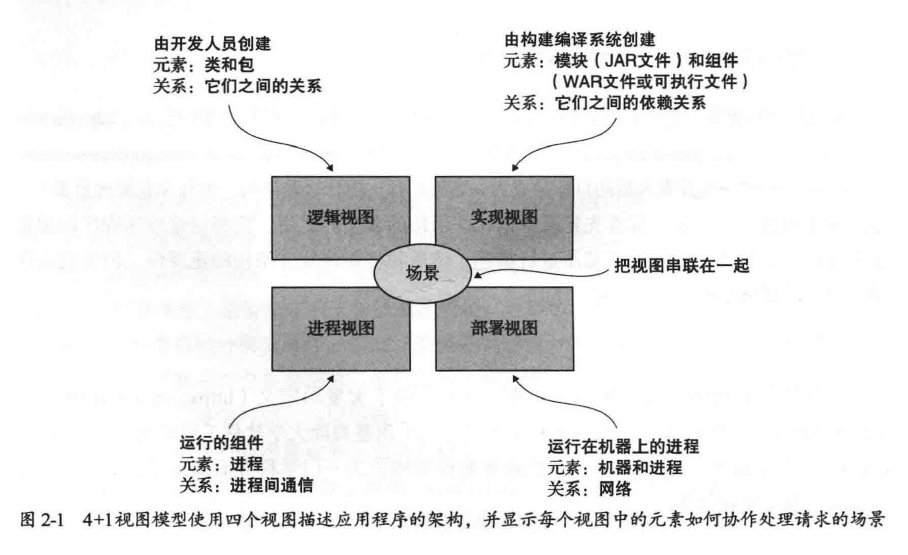 由开发人员创建
元素：类和包
关系：它们之间的关系
由构建编译系统创建
元素：模块（JAR文件）和组件
（WAR文件或可执行文件）
关系：它们之间的依赖关系
逻辑视图
实现视图
场景
把视图串联在一起
进程视图
部署视图
运行的组件
元素：进程
关系：进程间通信
运行在机器上的进程
元素：机器和进程
关系：网络
图 2-1 4+1视图模型使用四个视图描述应用程序的架构，并显示每个视图中的元素如何协作处理请求的场景